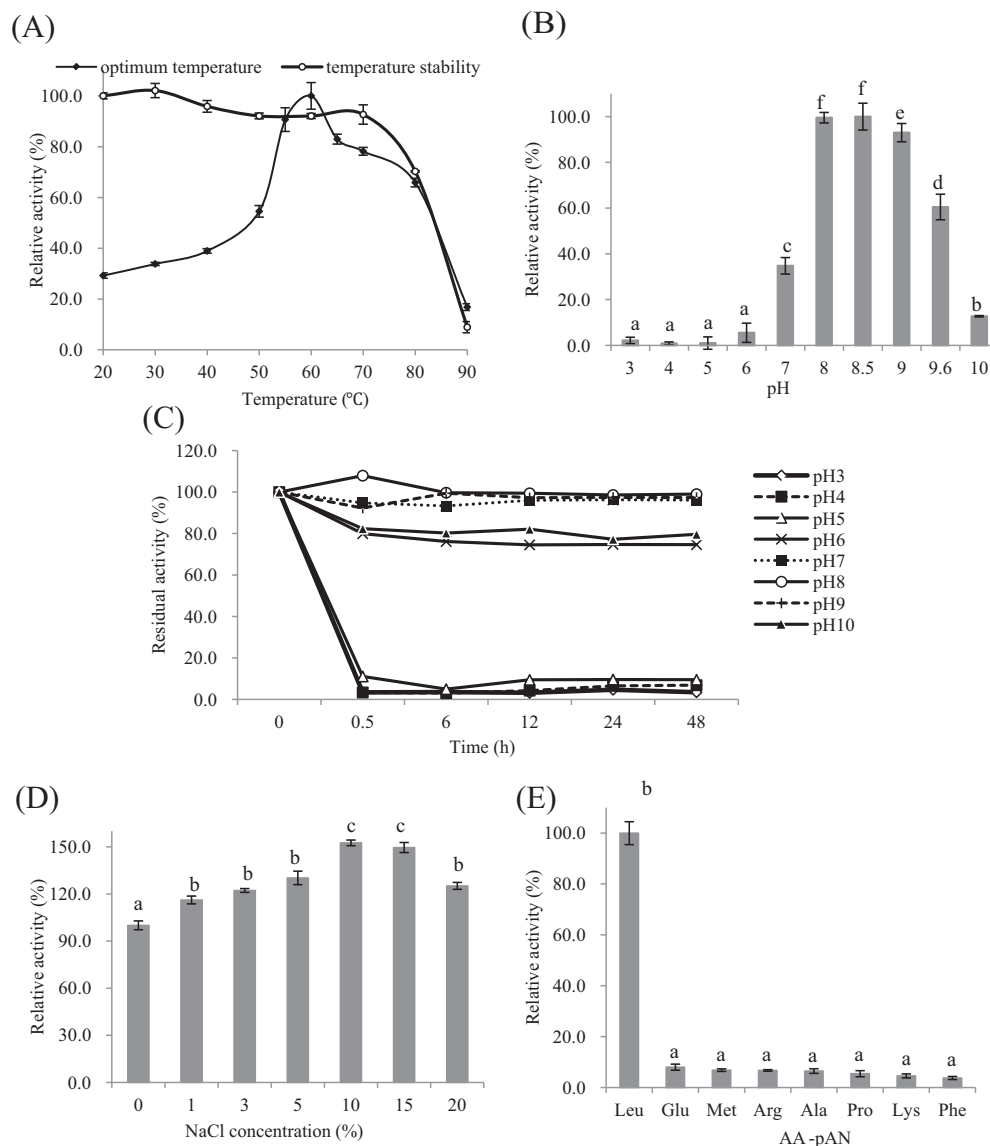 (A)
optimum temperature
temperature stability
100.0
80.0
60.0
40.0
20.0
0.0
Relative activity (%)
20 30 40 50 60 70 80 90
Temperature (℃)
(B)
100.0
80.0
60.0
40.0
20.0
0.0
Relative activity (%)
a a a a c f f e d b
3 4 5 6 7 8 8.5 9 9.6 10
pH
(C)
120.0
100.0
80.0
60.0
40.0
20.0
0.0
Residual activity (%)
0 0.5 6 12 24 48
Time (h)
pH3
pH4
pH5
pH6
pH7
pH8
pH9
pH10
(D)
150.0
120.0
90.0
60.0
30.0
0.0
Relative activity (%)
a b b b c c b
0 1 3 5 10 15 20
NaCl concentration (%)
(E)
100.0
80.0
60.0
40.0
20.0
0.0
Relative activity (%)
b a a a a a a a
Leu Glu Met Arg Ala Pro Lys Phe
AA -pAN